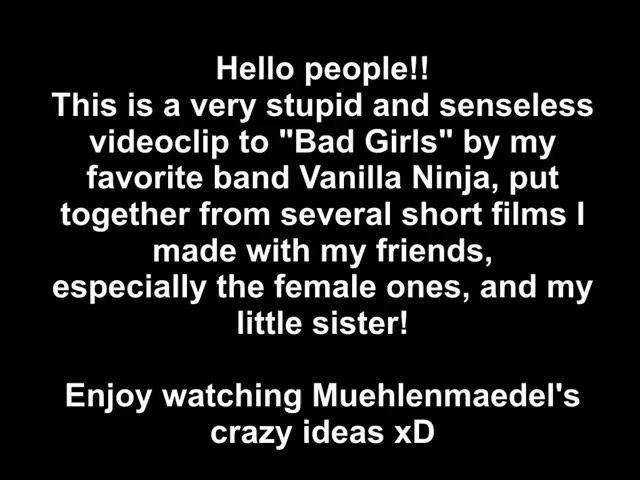 Hello people!!
This is a very stupid and senseless
videoclip to "Bad Girls" by my
favorite band Vanilla Ninja, put
together from several short films I
made with my friends,
especially the female ones, and my
little sister!
Enjoy watching Muehlenmaedel's
crazy ideas xD